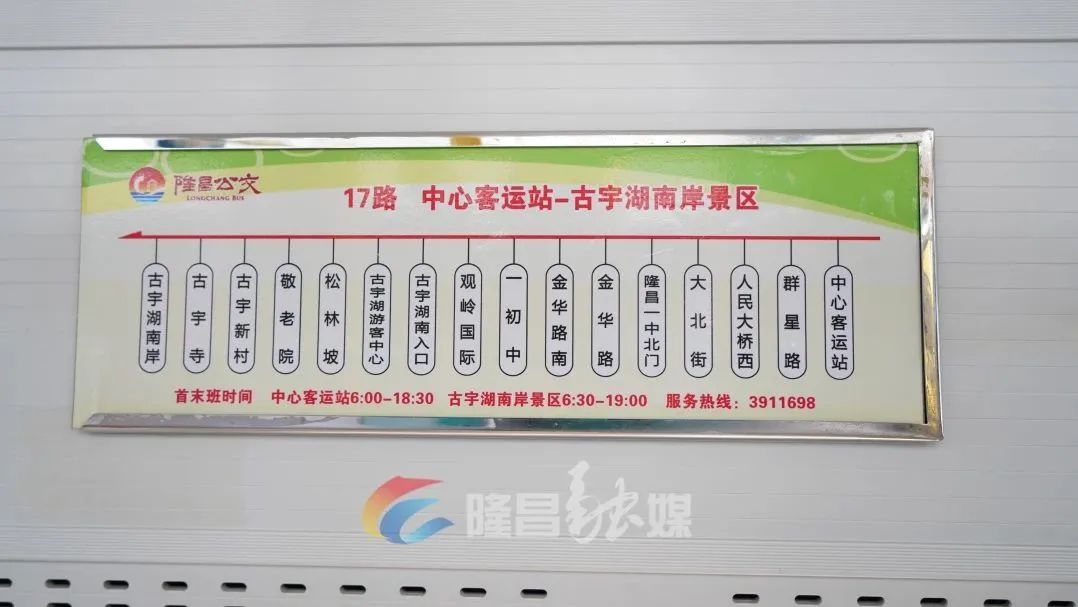 隆昌公交
LONGCHANG BUS
17路 中心客运站-古宇湖南岸景区
古宇湖南岸
古宇寺
古宇新村
敬老院
松林坡
古宇湖游客中心
古宇湖南入口
观岭国际
一初中
金华路南
金华路
隆昌一中北门
大北街
人民大桥西
群星路
中心客运站
首末班时间 中心客运站6:00-18:30 古宇湖南岸景区6:30-19:00 服务热线：3911698
隆昌融媒